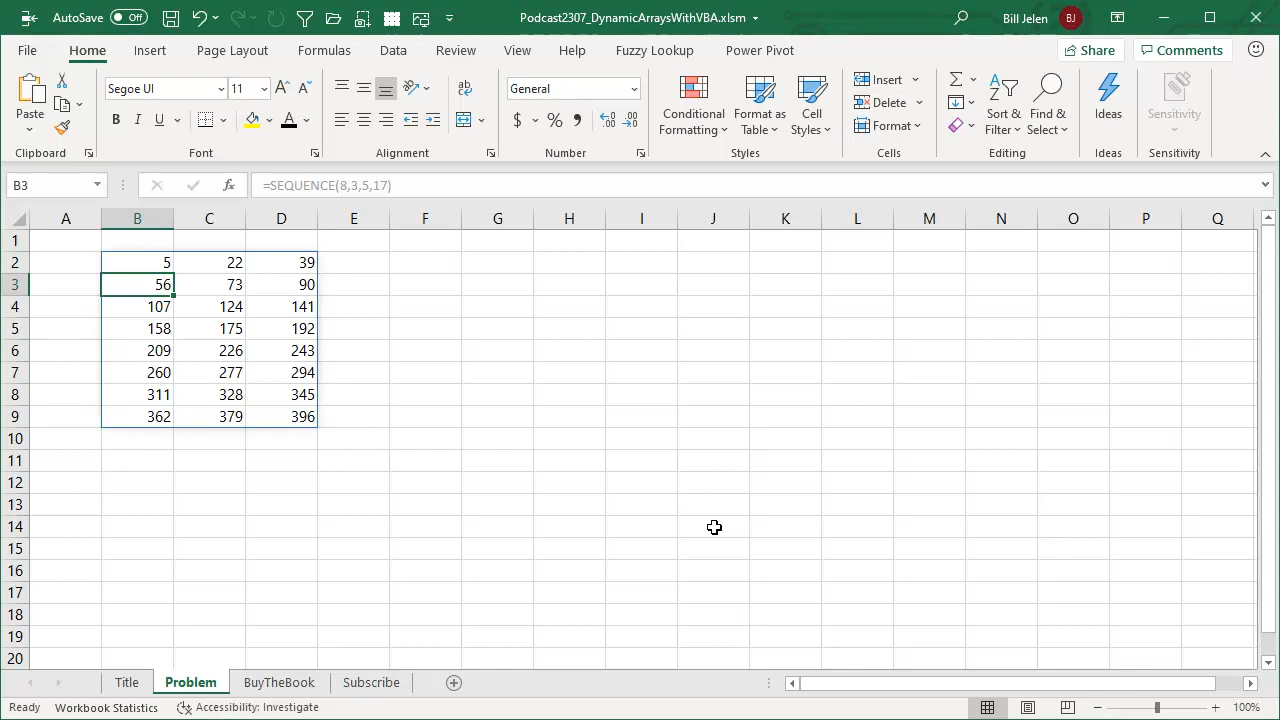 AutoSave Off Podcast2307_DynamicArraysWithVBA.xlsm Bill Jelen BJ
File Home Insert Page Layout Formulas Data Review View Help Fuzzy Lookup Power Pivot Share Comments
Segoe UI 11 General Insert
Delete
Format
Paste Conditional Formatting Format as Table Cell Styles Sort & Filter Find & Select Ideas Sensitivity
B I U A $ % ,
Clipboard Font Alignment Number Styles Cells Editing Ideas Sensitivity
B3 fx =SEQUENCE(8,3,5,17)
A B C D E F G H I J K L M N O P Q
1
2 5 22 39
3 56 73 90
4 107 124 141
5 158 175 192
6 209 226 243
7 260 277 294
8 311 328 345
9 362 379 396
10
11
12
13
14
15
16
17
18
19
20
Title Problem BuyTheBook Subscribe
Ready Workbook Statistics Accessibility: Investigate 100%